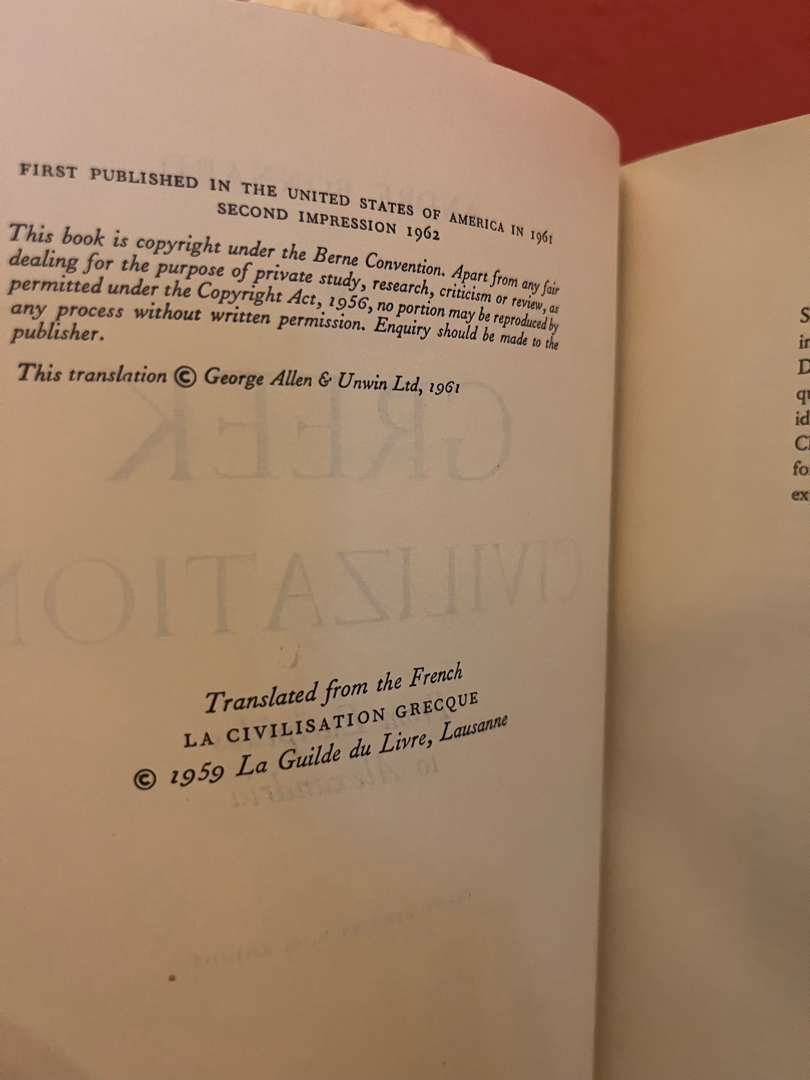 FIRST PUBLISHED IN THE UNITED STATES OF AMERICA IN 1961
SECOND IMPRESSION 1962
This book is copyright under the Berne Convention. Apart from any fair
dealing for the purpose of private study, research, criticism or review, as
permitted under the Copyright Act, 1956, no portion may be reproduced by
any process without written permission. Enquiry should be made to the
publisher.
This translation © George Allen & Unwin Ltd, 1961
GREEK
CIVILIZATION
Translated from the French
LA CIVILISATION GRECQUE
© 1959 La Guilde du Livre, Lausanne
to Alexandria